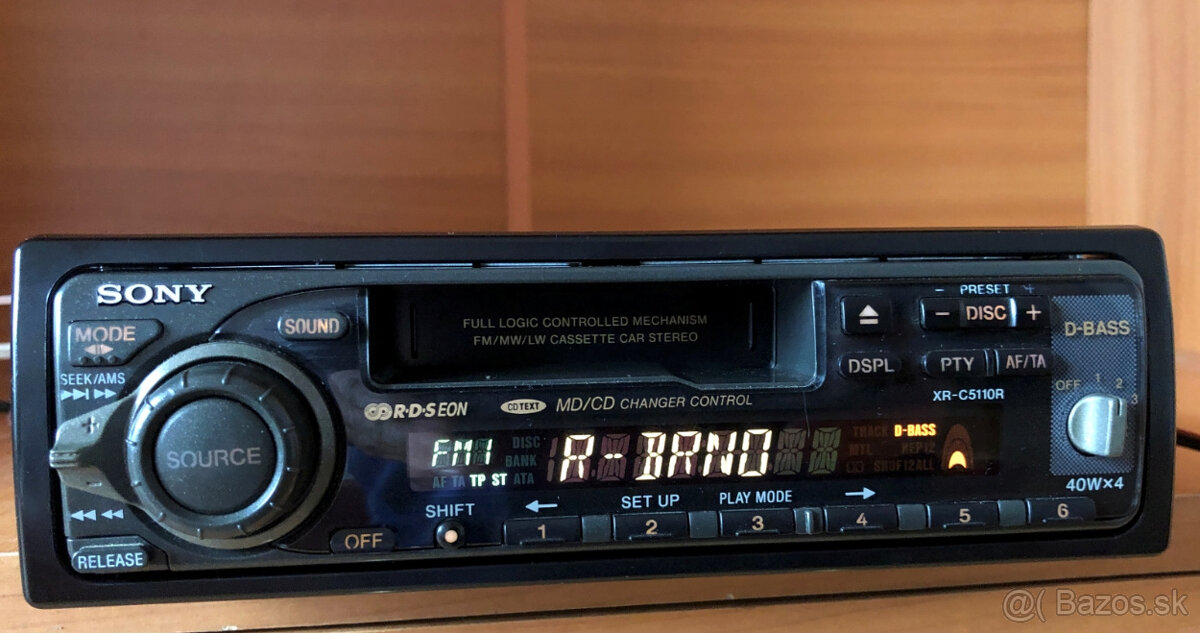 SONY
MODE
SEEK/AMS
+
SOURCE
RELEASE
SOUND
OFF
FULL LOGIC CONTROLLED MECHANISM
FM/MW/LW CASSETTE CAR STEREO
R·D·S EON
CD TEXT
MD/CD CHANGER CONTROL
FM1
DISC
BANK
AF TA TP ST ATA
R-BRNO
TRACK D-BASS
MTL REP12
SHUF12ALL
SHIFT
SET UP
PLAY MODE
1
2
3
4
5
6
- PRESET +
- DISC +
DSPL
PTY
AF/TA
XR-C5110R
D-BASS
OFF 1 2 3
40W×4
@( Bazos.sk